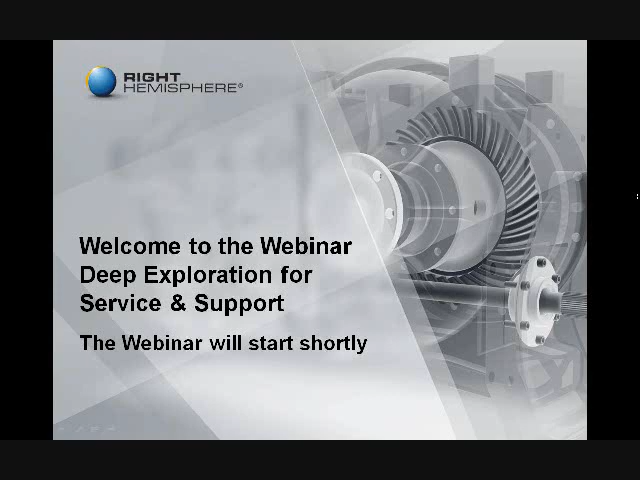 RIGHT
HEMISPHERE®
Welcome to the Webinar
Deep Exploration for
Service & Support
The Webinar will start shortly